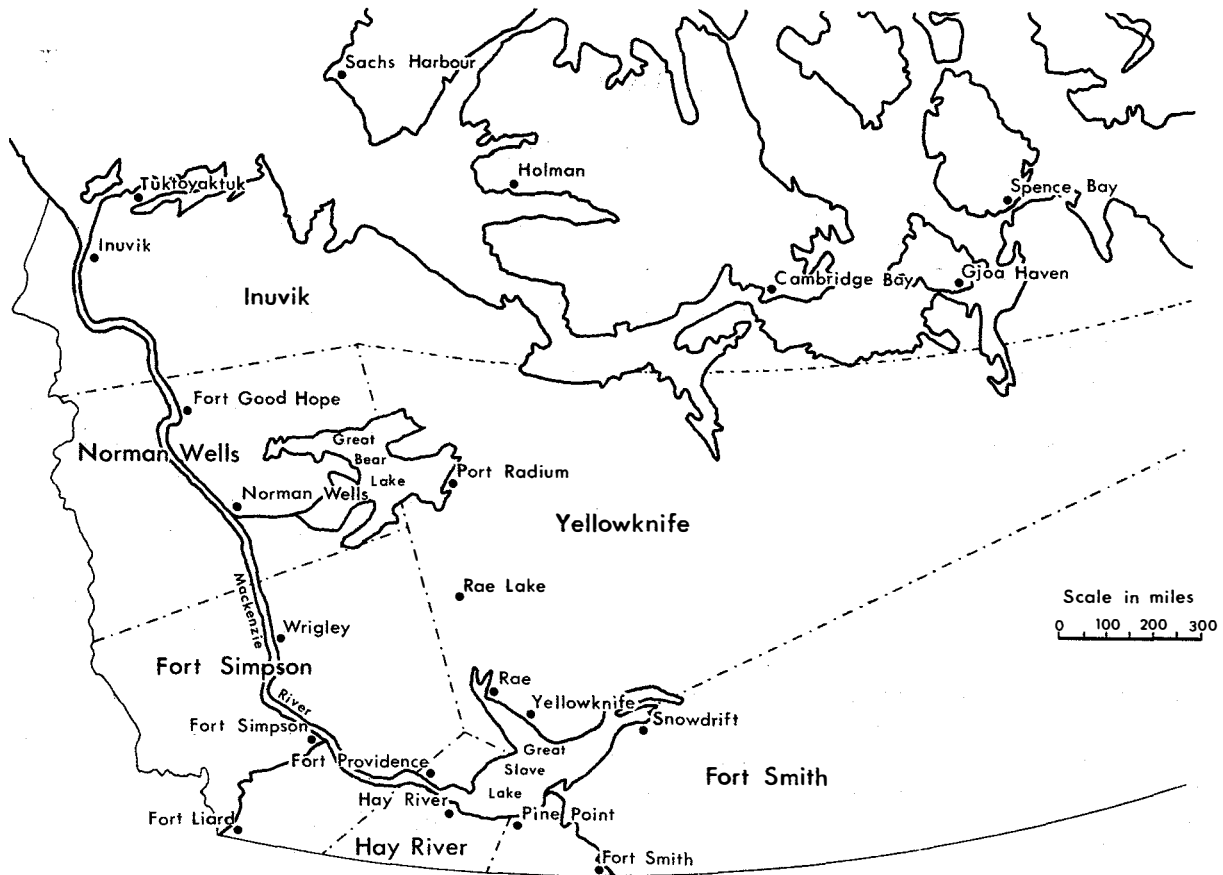 Sachs Harbour
Holman
Tuktoyaktuk
Spence Bay
Inuvik
Inuvik
Cambridge Bay
Gjoa Haven
Fort Good Hope
Norman Wells
Great
Bear
Lake
Port Radium
Norman Wells
Yellowknife
Rae Lake
Mackenzie
River
Scale in miles
0 100 200 300
Wrigley
Fort Simpson
Rae
Yellowknife
Snowdrift
Fort Simpson
Great
Slave
Lake
Fort Providence
Fort Smith
Hay River
Pine Point
Fort Liard
Hay River
Fort Smith